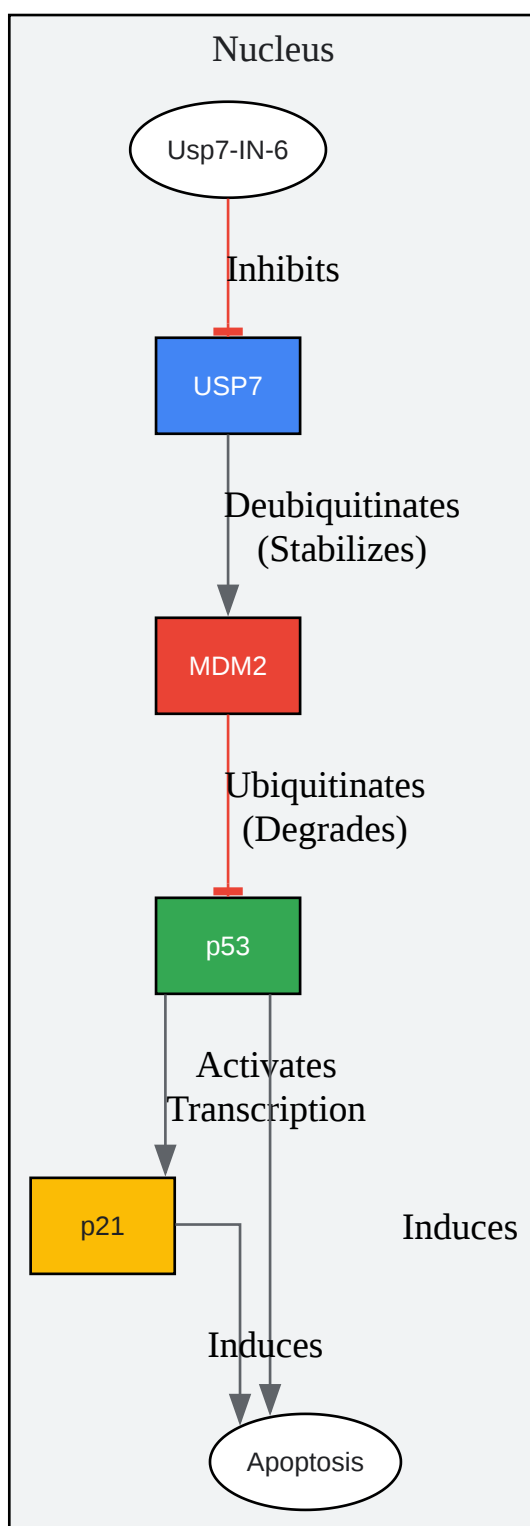 Nucleus
Usp7-IN-6
Inhibits
USP7
Deubiquitinates
(Stabilizes)
MDM2
Ubiquitinates
(Degrades)
p53
Activates
Transcription
p21
Induces
Induces
Apoptosis